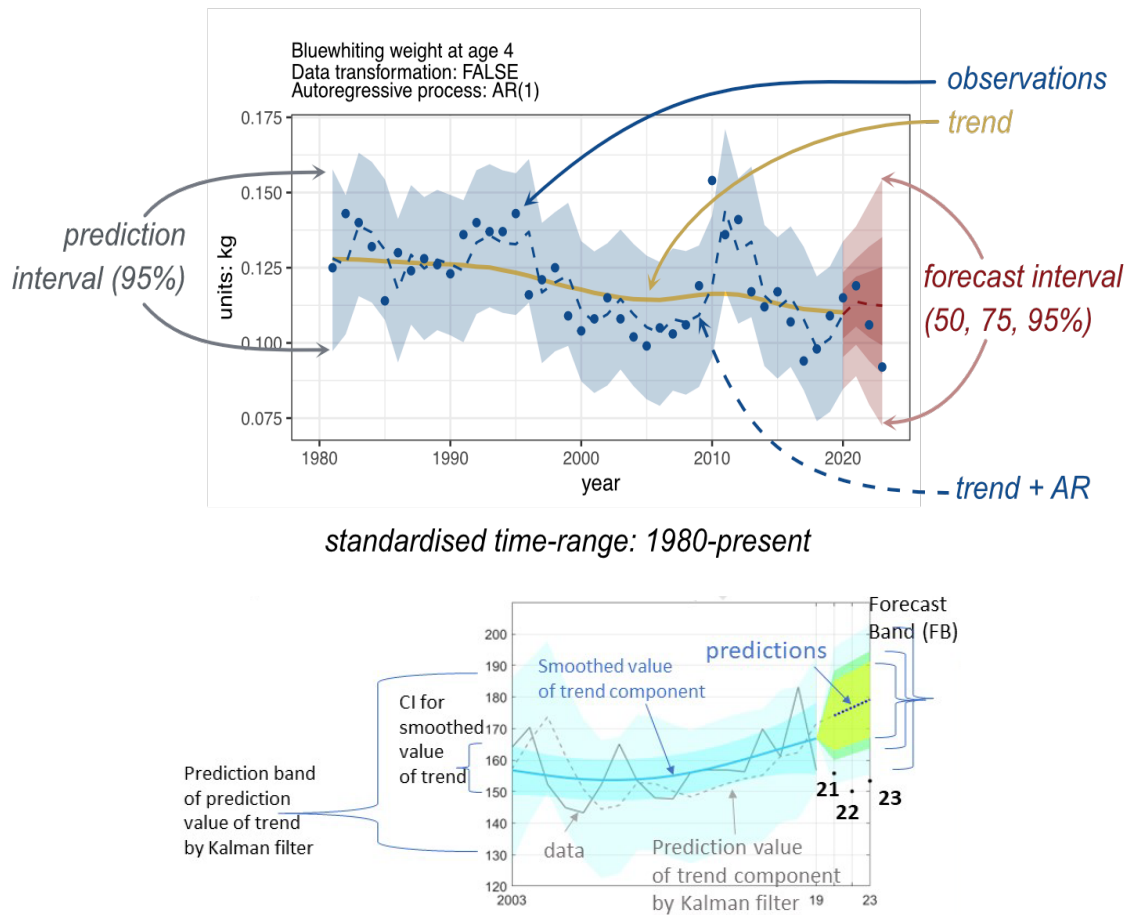 Bluewhiting weight at age 4
Data transformation: FALSE
Autoregressive process: AR(1)
observations
trend
prediction
interval (95%)
forecast interval
(50, 75, 95%)
trend + AR
units: kg
0.175
0.150
0.125
0.100
0.075
1980
1990
2000
2010
2020
year
standardised time-range: 1980-present
Forecast
Band (FB)
predictions
Smoothed value
of trend component
CI for
smoothed
value
of trend
Prediction band
of prediction
value of trend
by Kalman filter
200
190
180
170
160
150
140
130
120
21
22
23
data
Prediction value
of trend component
by Kalman filter
2003
19
23